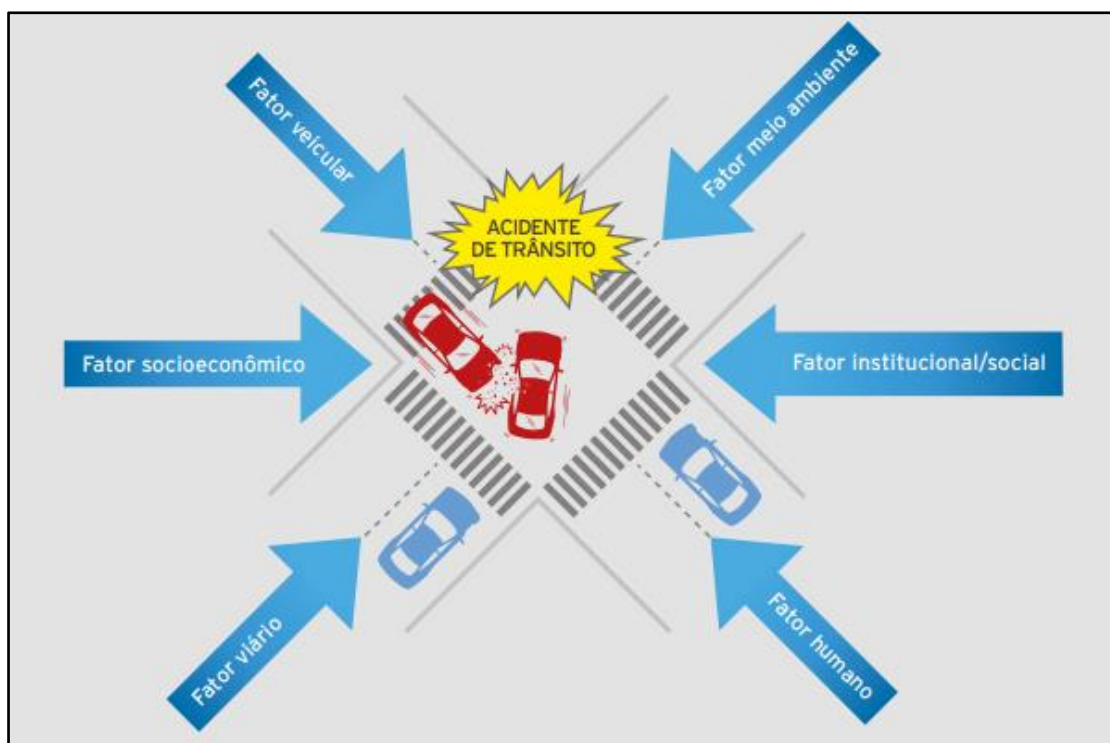 Fator veicular
Fator meio ambiente
ACIDENTE
DE TRÂNSITO
Fator socioeconômico
Fator institucional/social
Fator viário
Fator humano